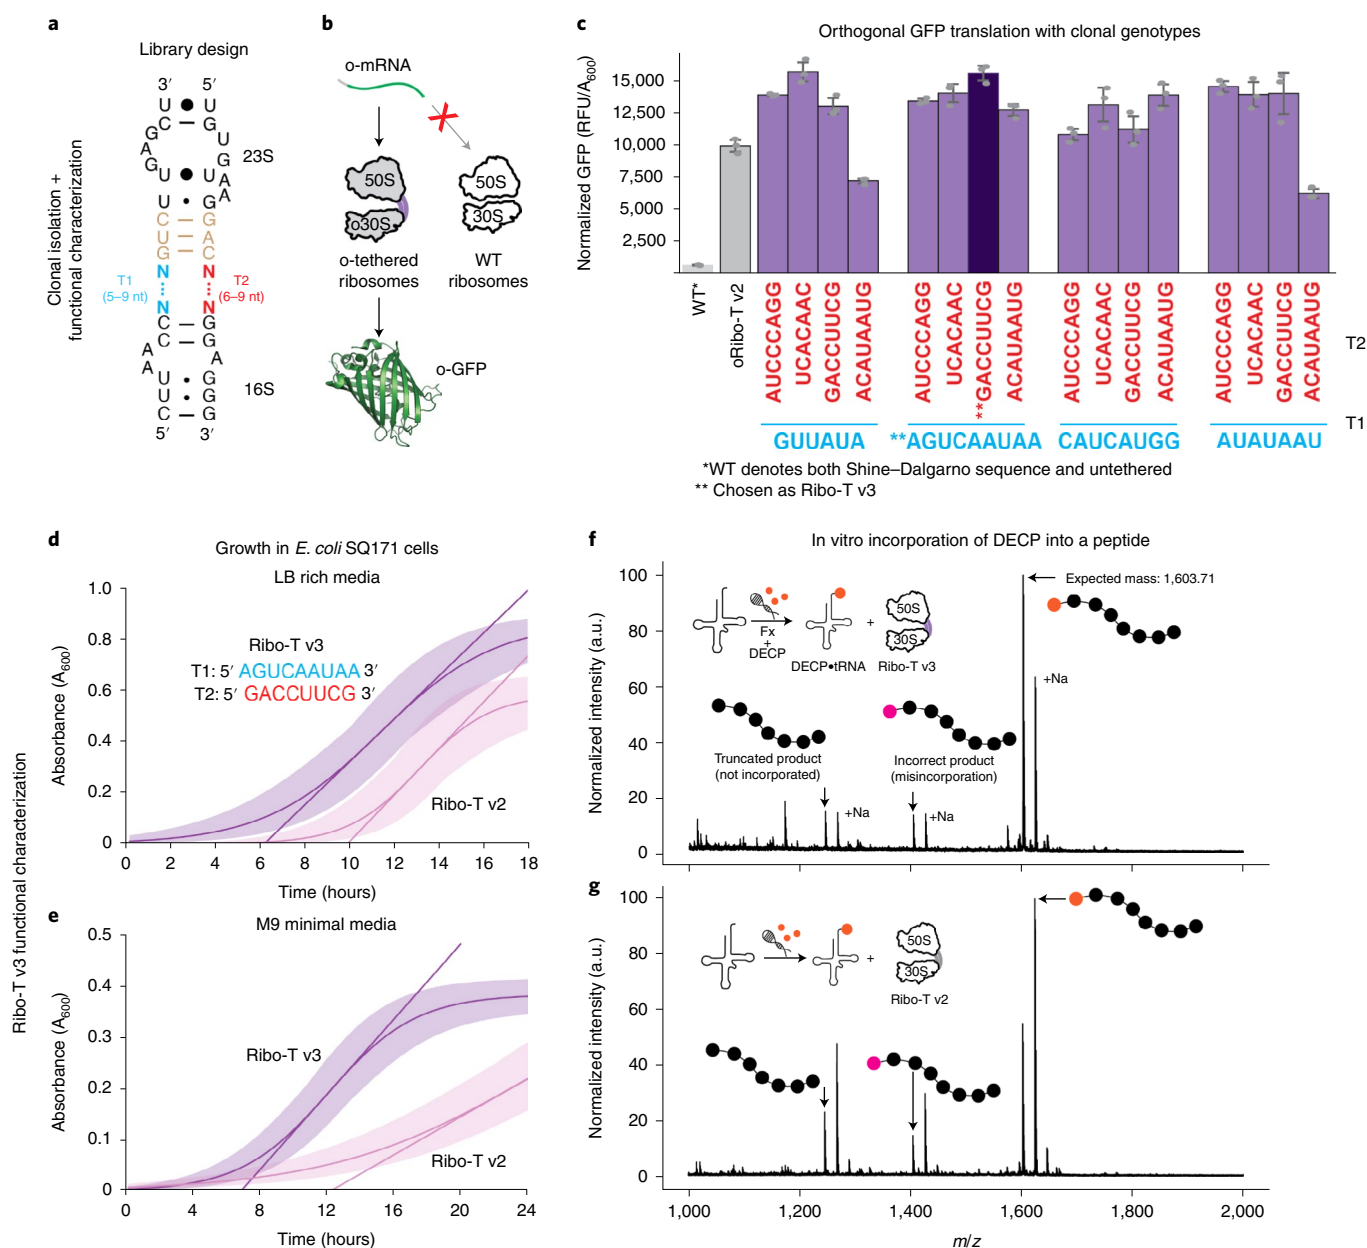 a
Library design
3′ 5′
U U
C G
G U
A G
G A
U U A
23S
U G
C G
U A
G C
N N
T1
(5–9 nt)
T2
(6–9 nt)
N N
C G
C G
A A
A G
C G
U G
U G
16S
5′ 3′
Clonal isolation +
functional characterization
b
o-mRNA
50S
o30S
50S
30S
o-tethered
ribosomes
WT
ribosomes
o-GFP
c
Orthogonal GFP translation with clonal genotypes
Normalized GFP (RFU/A600)
15,000
12,500
10,000
7,500
5,000
2,500
WT*
oRibo-T v2
AUCCCAGG
UCACAAC
GACCUUCG
ACAUAAUG
AUCCCAGG
UCACAAC
**GACCUUCG
ACAUAAUG
AUCCCAGG
UCACAAC
GACCUUCG
ACAUAAUG
AUCCCAGG
UCACAAC
GACCUUCG
ACAUAAUG
T2
T1
GUUAUA
**AGUCAAUAA
CAUCAUGG
AUAUAAU
*WT denotes both Shine–Dalgarno sequence and untethered
** Chosen as Ribo-T v3
Ribo-T v3 functional characterization
d
Growth in E. coli SQ171 cells
LB rich media
Absorbance (A600)
1.0
0.8
0.6
0.4
0.2
0
Ribo-T v3
T1: 5′ AGUCAAUAA 3′
T2: 5′ GACCUUCG 3′
Ribo-T v2
0 2 4 6 8 10 12 14 16 18
Time (hours)
e
M9 minimal media
Absorbance (A600)
0.5
0.4
0.3
0.2
0.1
0
Ribo-T v3
Ribo-T v2
0 4 8 12 16 20 24
Time (hours)
f
In vitro incorporation of DECP into a peptide
Normalized intensity (a.u.)
100
80
60
40
20
0
Expected mass: 1,603.71
Fx
+
DECP
DECP•tRNA
+
50S
30S
Ribo-T v3
+Na
Truncated product
(not incorporated)
Incorrect product
(misincorporation)
+Na
+Na
g
Normalized intensity (a.u.)
100
80
60
40
20
0
+
50S
30S
Ribo-T v2
1,000 1,200 1,400 1,600 1,800 2,000
m/z